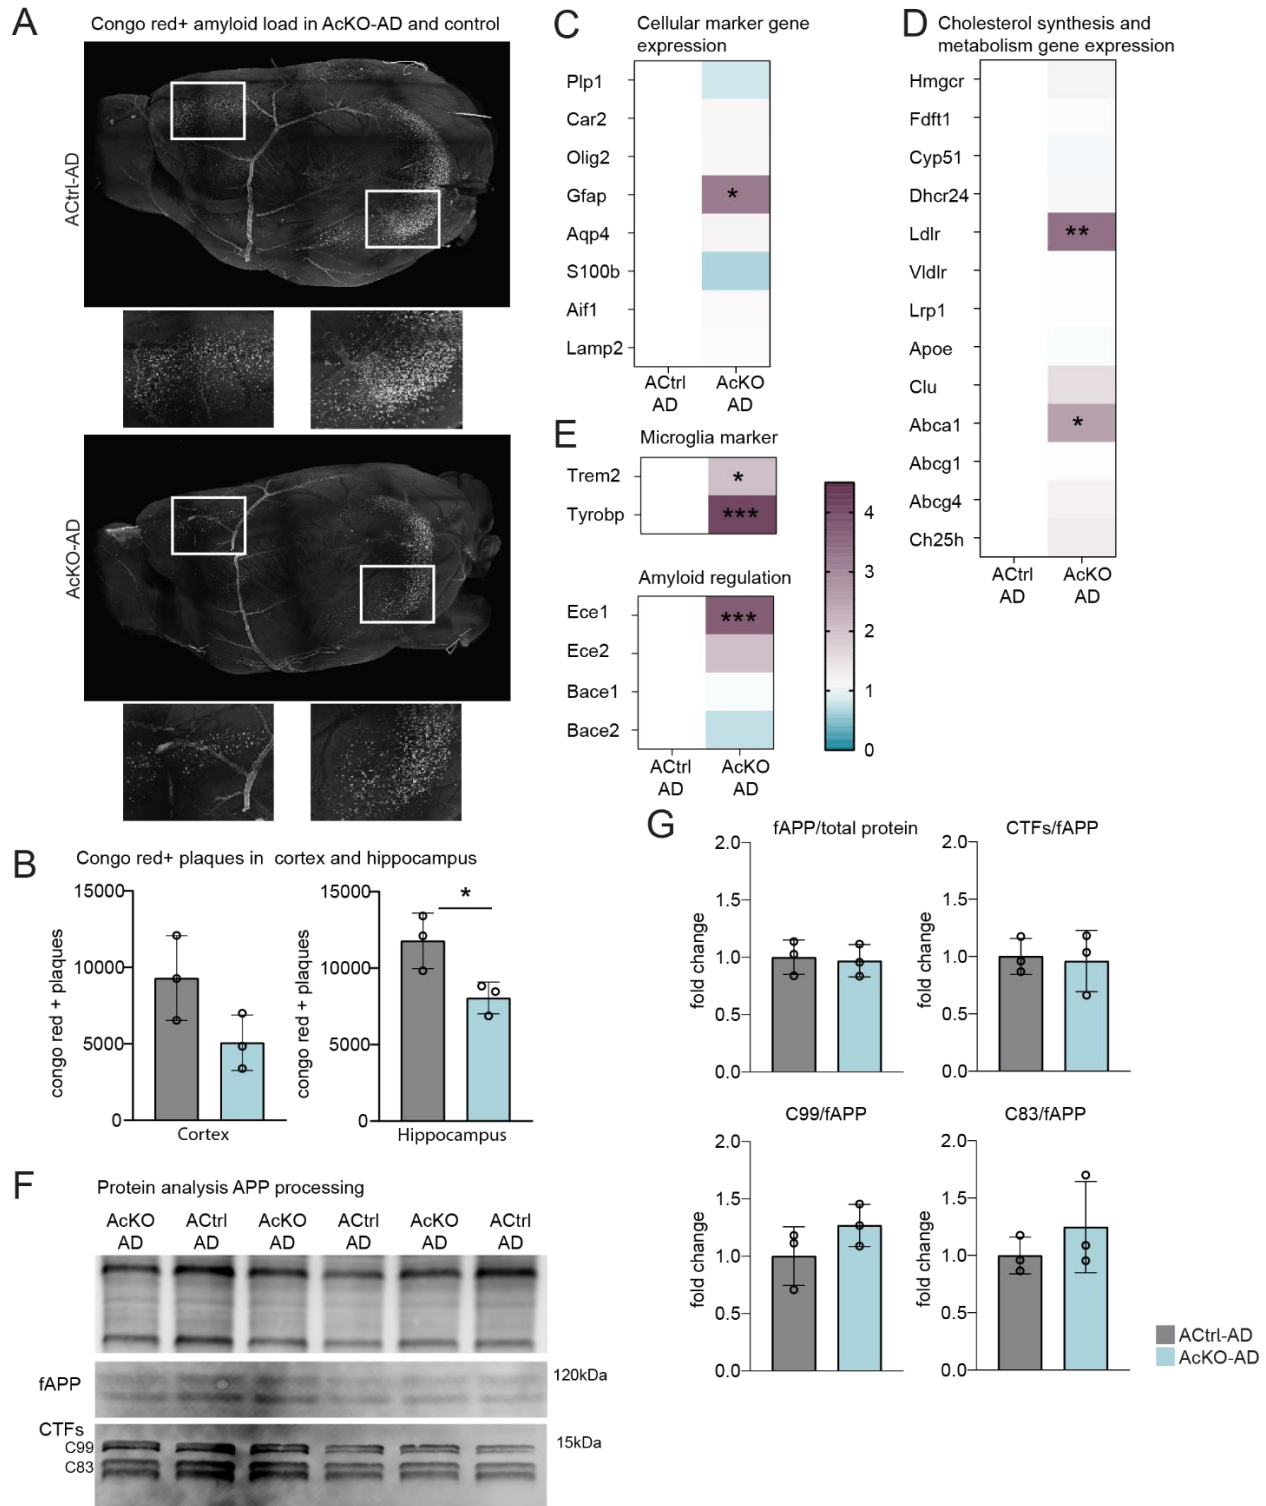 A
Congo red+ amyloid load in AcKO-AD and control
ACtrl-AD
AcKO-AD
B
Congo red+ plaques in cortex and hippocampus
congo red + plaques
15000
10000
5000
0
Cortex
congo red + plaques
15000
10000
5000
0
*
Hippocampus
C
Cellular marker gene
expression
Plp1
Car2
Olig2
Gfap
*
Aqp4
S100b
Aif1
Lamp2
ACtrl
AD
AcKO
AD
D
Cholesterol synthesis and
metabolism gene expression
Hmgcr
Fdft1
Cyp51
Dhcr24
Ldlr
**
Vldlr
Lrp1
Apoe
Clu
Abca1
*
Abcg1
Abcg4
Ch25h
ACtrl
AD
AcKO
AD
E
Microglia marker
Trem2
*
Tyrobp
***
Amyloid regulation
Ece1
***
Ece2
Bace1
Bace2
ACtrl
AD
AcKO
AD
4
3
2
1
0
F
Protein analysis APP processing
AcKO
AD
ACtrl
AD
AcKO
AD
ACtrl
AD
AcKO
AD
ACtrl
AD
fAPP
120kDa
CTFs
C99
15kDa
C83
G
fAPP/total protein
fold change
2.0
1.5
1.0
0.5
0.0
CTFs/fAPP
fold change
2.0
1.5
1.0
0.5
0.0
C99/fAPP
fold change
2.0
1.5
1.0
0.5
0.0
C83/fAPP
fold change
2.0
1.5
1.0
0.5
0.0
ACtrl-AD
AcKO-AD